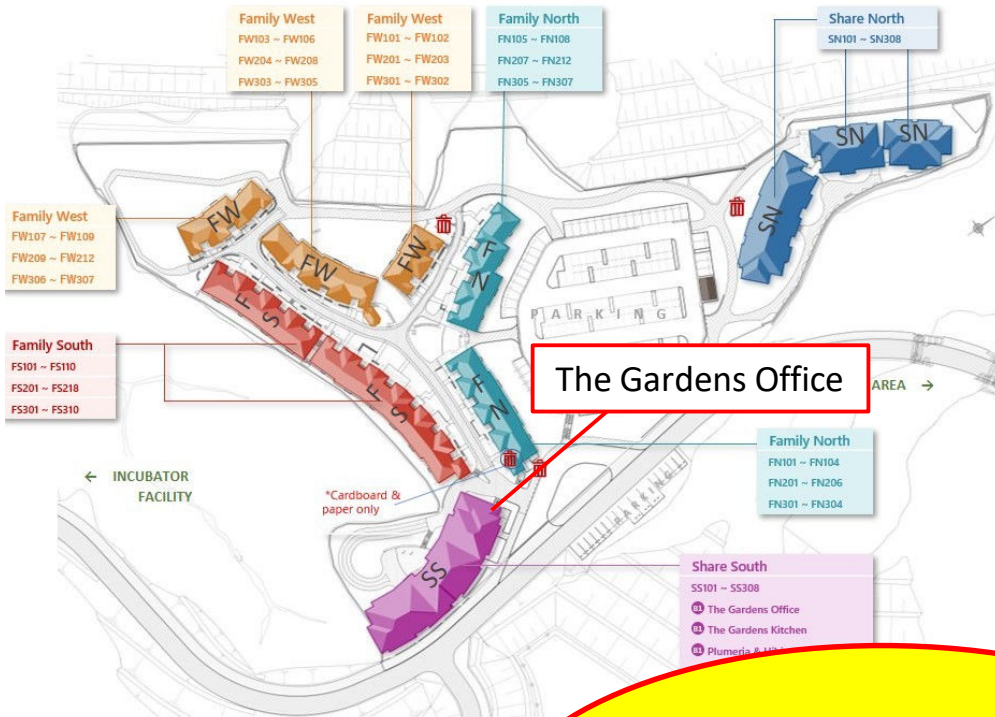 Family West
FW103 ~ FW106
FW204 ~ FW208
FW303 ~ FW305
Family West
FW101 ~ FW102
FW201 ~ FW203
FW301 ~ FW302
Family North
FN105 ~ FN108
FN207 ~ FN212
FN305 ~ FN307
Share North
SN101 ~ SN308
SN
SN
SN
Family West
FW107 ~ FW109
FW209 ~ FW212
FW306 ~ FW307
FW
FW
FW
F
N
F
S
PARKING
Family South
FS101 ~ FS110
FS201 ~ FS218
FS301 ~ FS310
F
S
F
N
The Gardens Office
AREA →
← INCUBATOR
FACILITY
*Cardboard &
paper only
Family North
FN101 ~ FN104
FN201 ~ FN206
FN301 ~ FN304
PARKING
SS
Share South
SS101 ~ SS308
B1 The Gardens Office
B1 The Gardens Kitchen
B1 Plumeria &